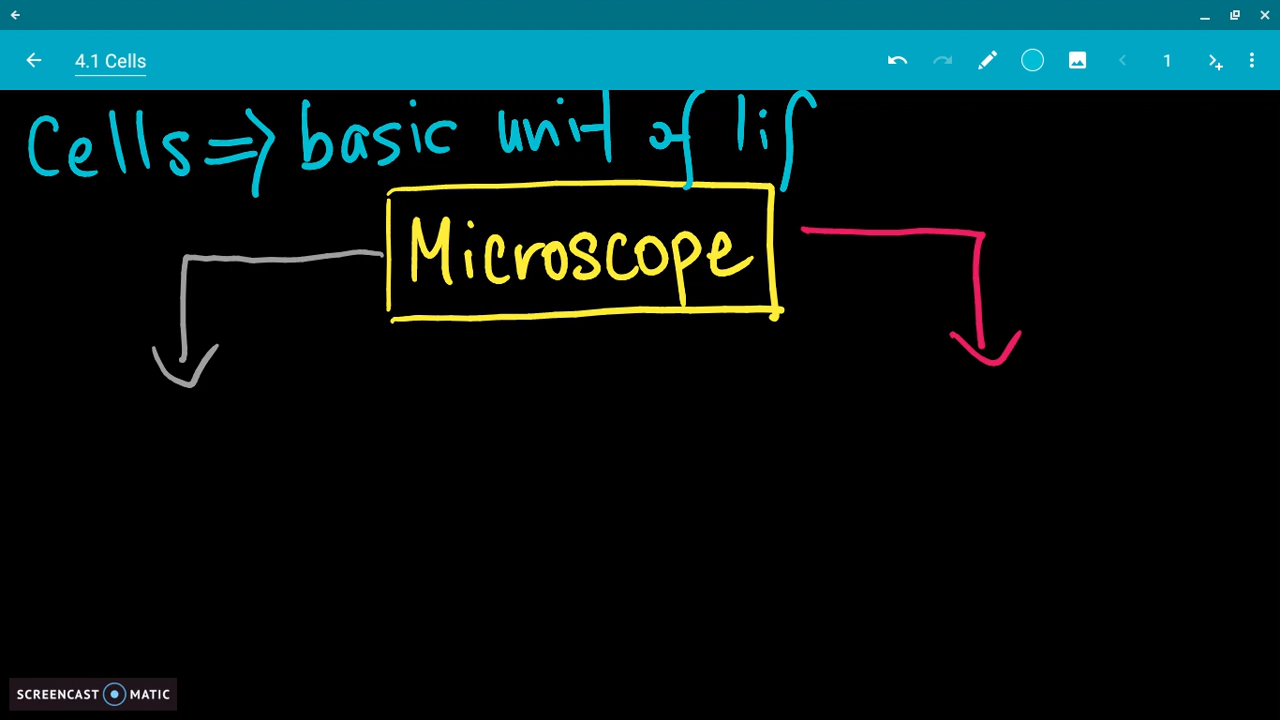 4.1 Cells
1
Cells => basic unit of lif
Microscope
SCREENCAST MATIC